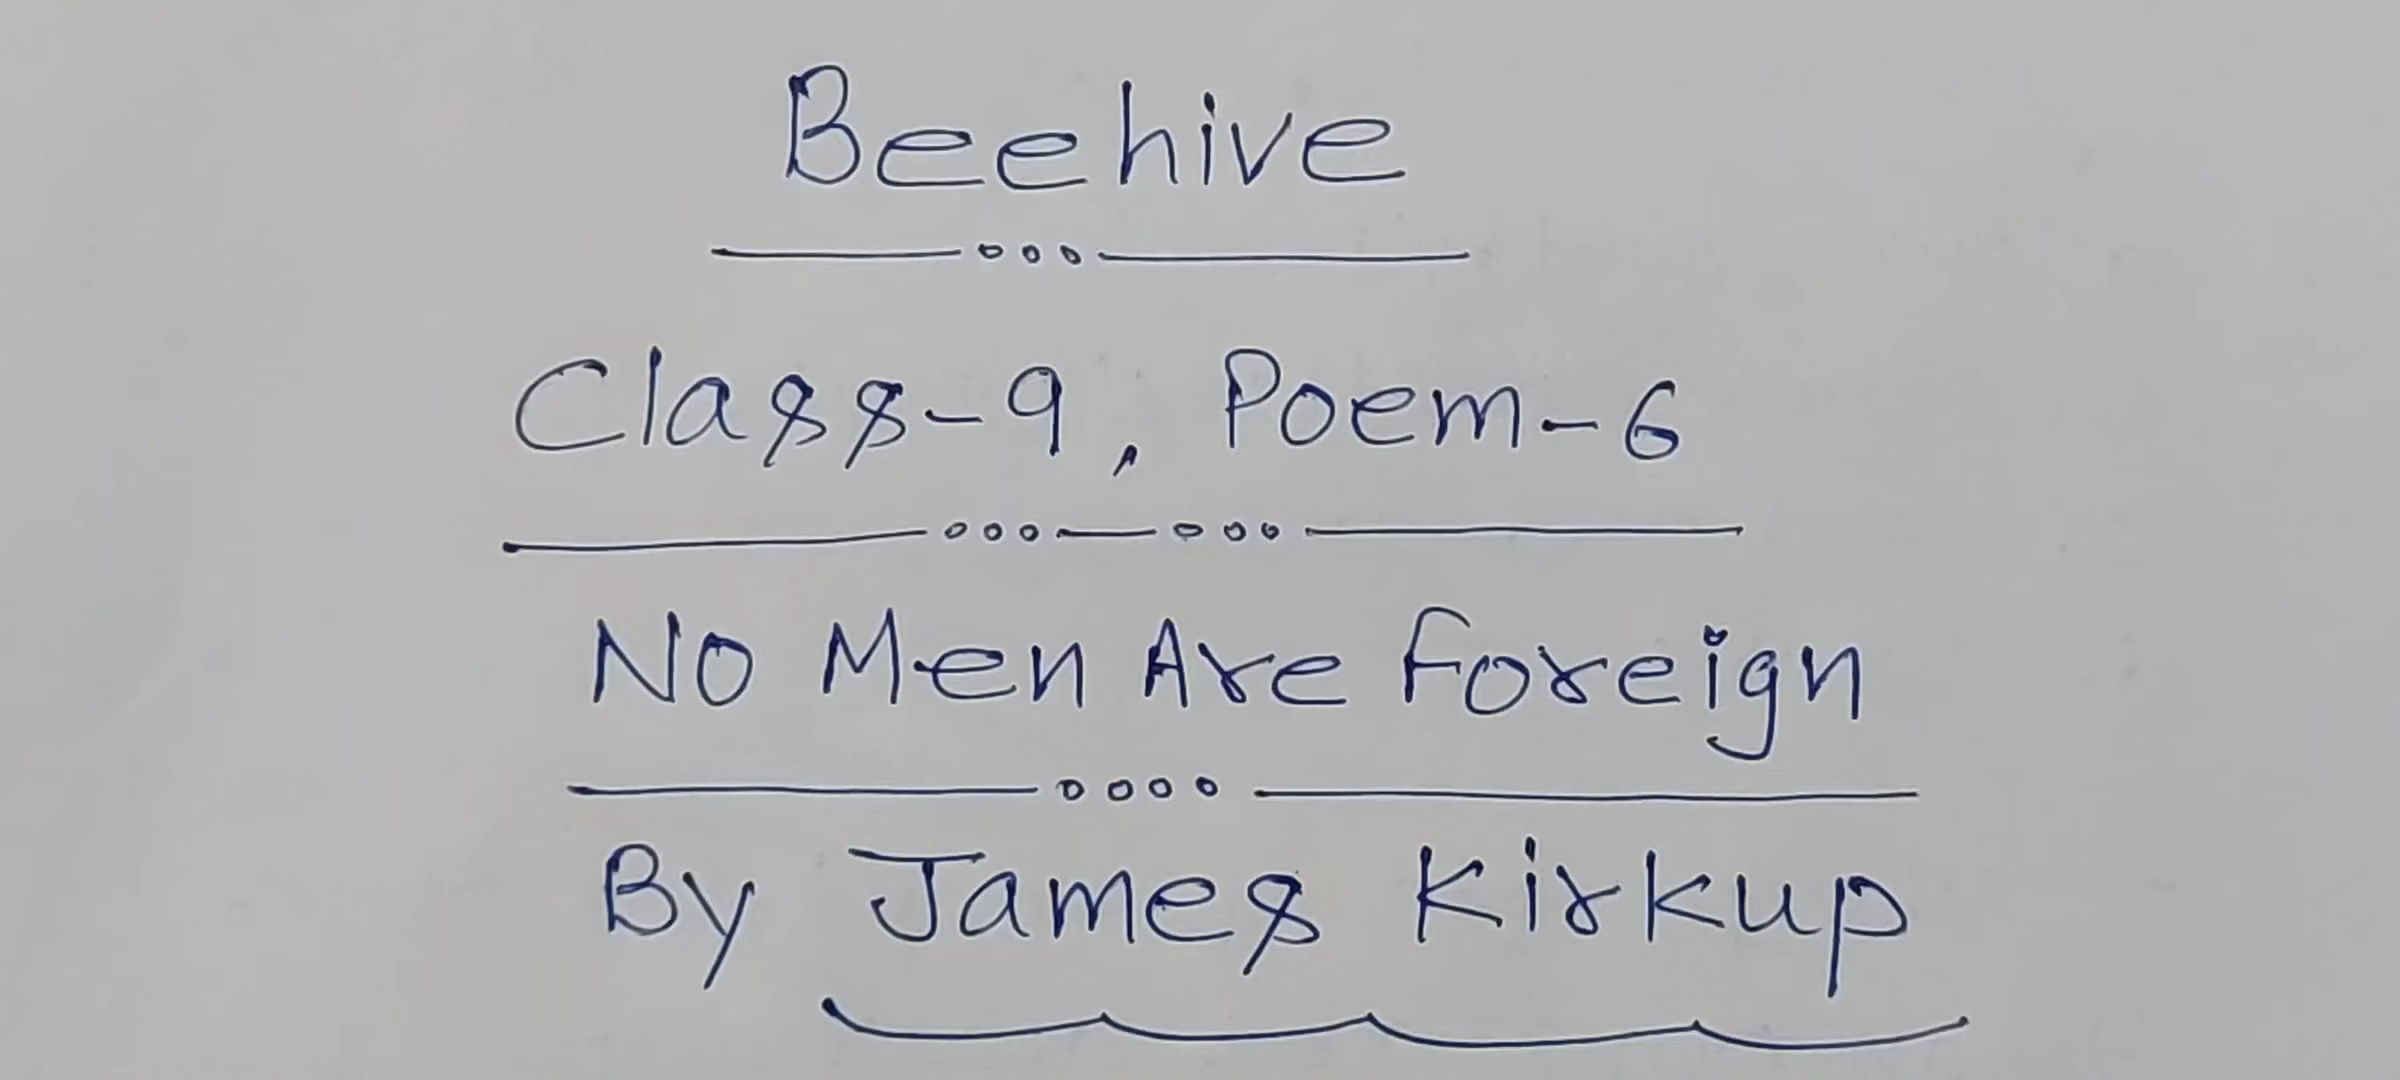 Beehive
Class-9, Poem-6
No Men Are Foreign
By James Kirkup